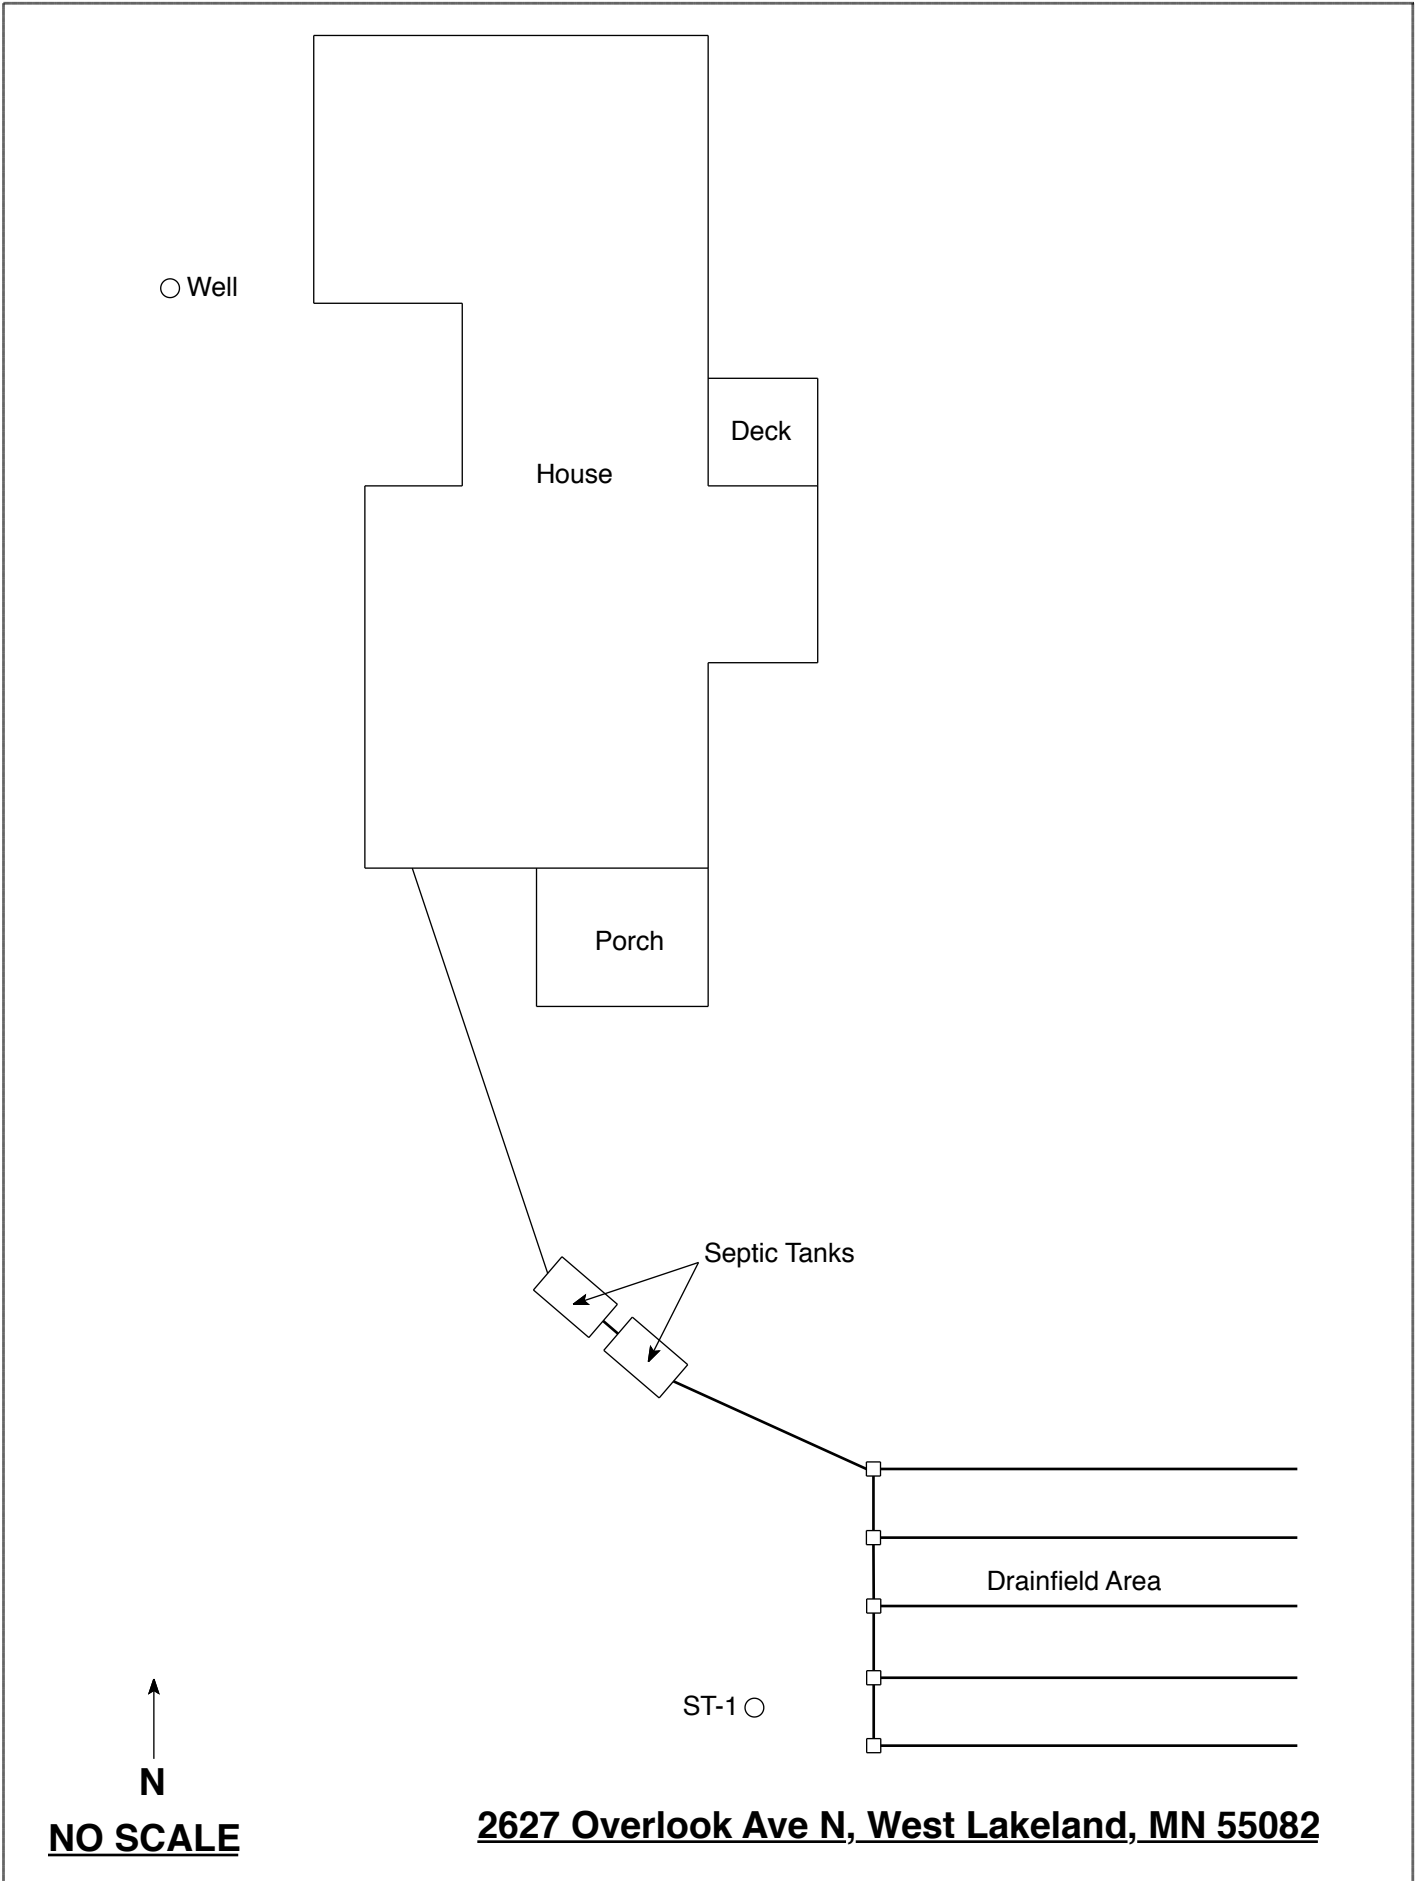 Well
Deck
House
Porch
Septic Tanks
Drainfield Area
ST-1
N
NO SCALE
2627 Overlook Ave N, West Lakeland, MN 55082